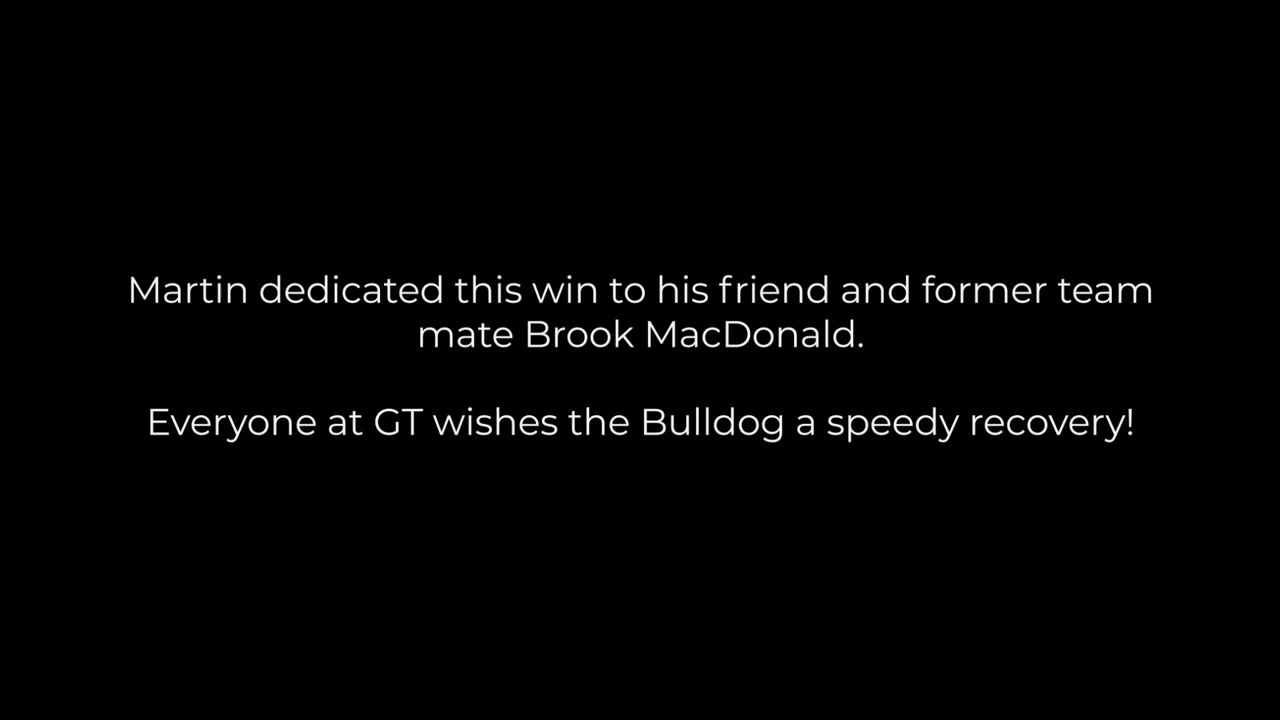 Martin dedicated this win to his friend and former team
mate Brook MacDonald.
Everyone at GT wishes the Bulldog a speedy recovery!